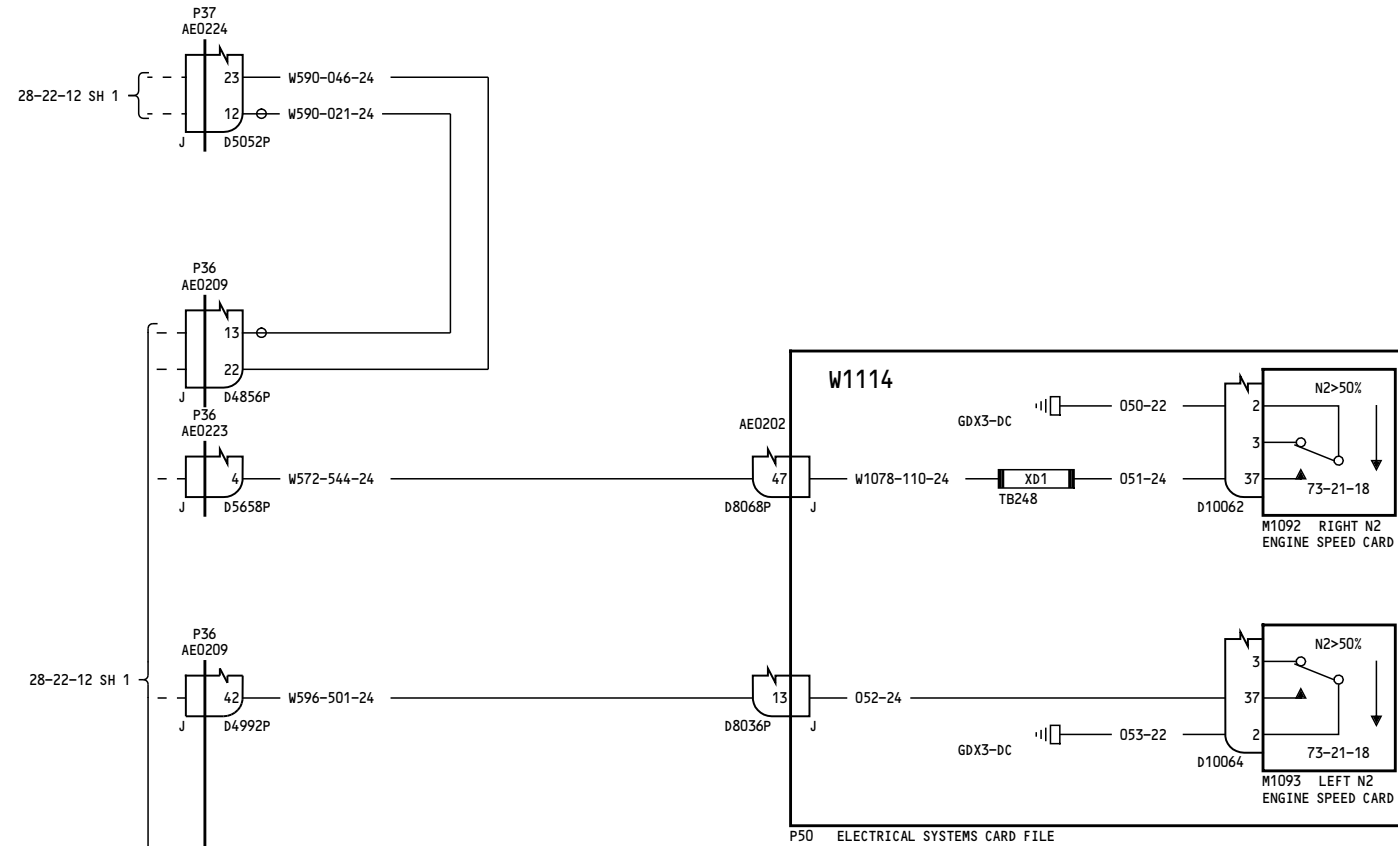 P37
AE0224
23
W590-046-24
28-22-12 SH 1
12
W590-021-24
J
D5052P
P36
AE0209
13
22
J
D4856P
P36
AE0223
4
W572-544-24
J
D5658P
AE0202
47
D8068P
J
W1114
GDX3-DC
050-22
2
N2>50%
3
W1078-110-24
XD1
TB248
051-24
37
73-21-18
D10062
M1092 RIGHT N2
ENGINE SPEED CARD
P36
AE0209
28-22-12 SH 1
42
W596-501-24
J
D4992P
13
D8036P
J
052-24
3
N2>50%
37
GDX3-DC
053-22
2
73-21-18
D10064
M1093 LEFT N2
ENGINE SPEED CARD
P50 ELECTRICAL SYSTEMS CARD FILE